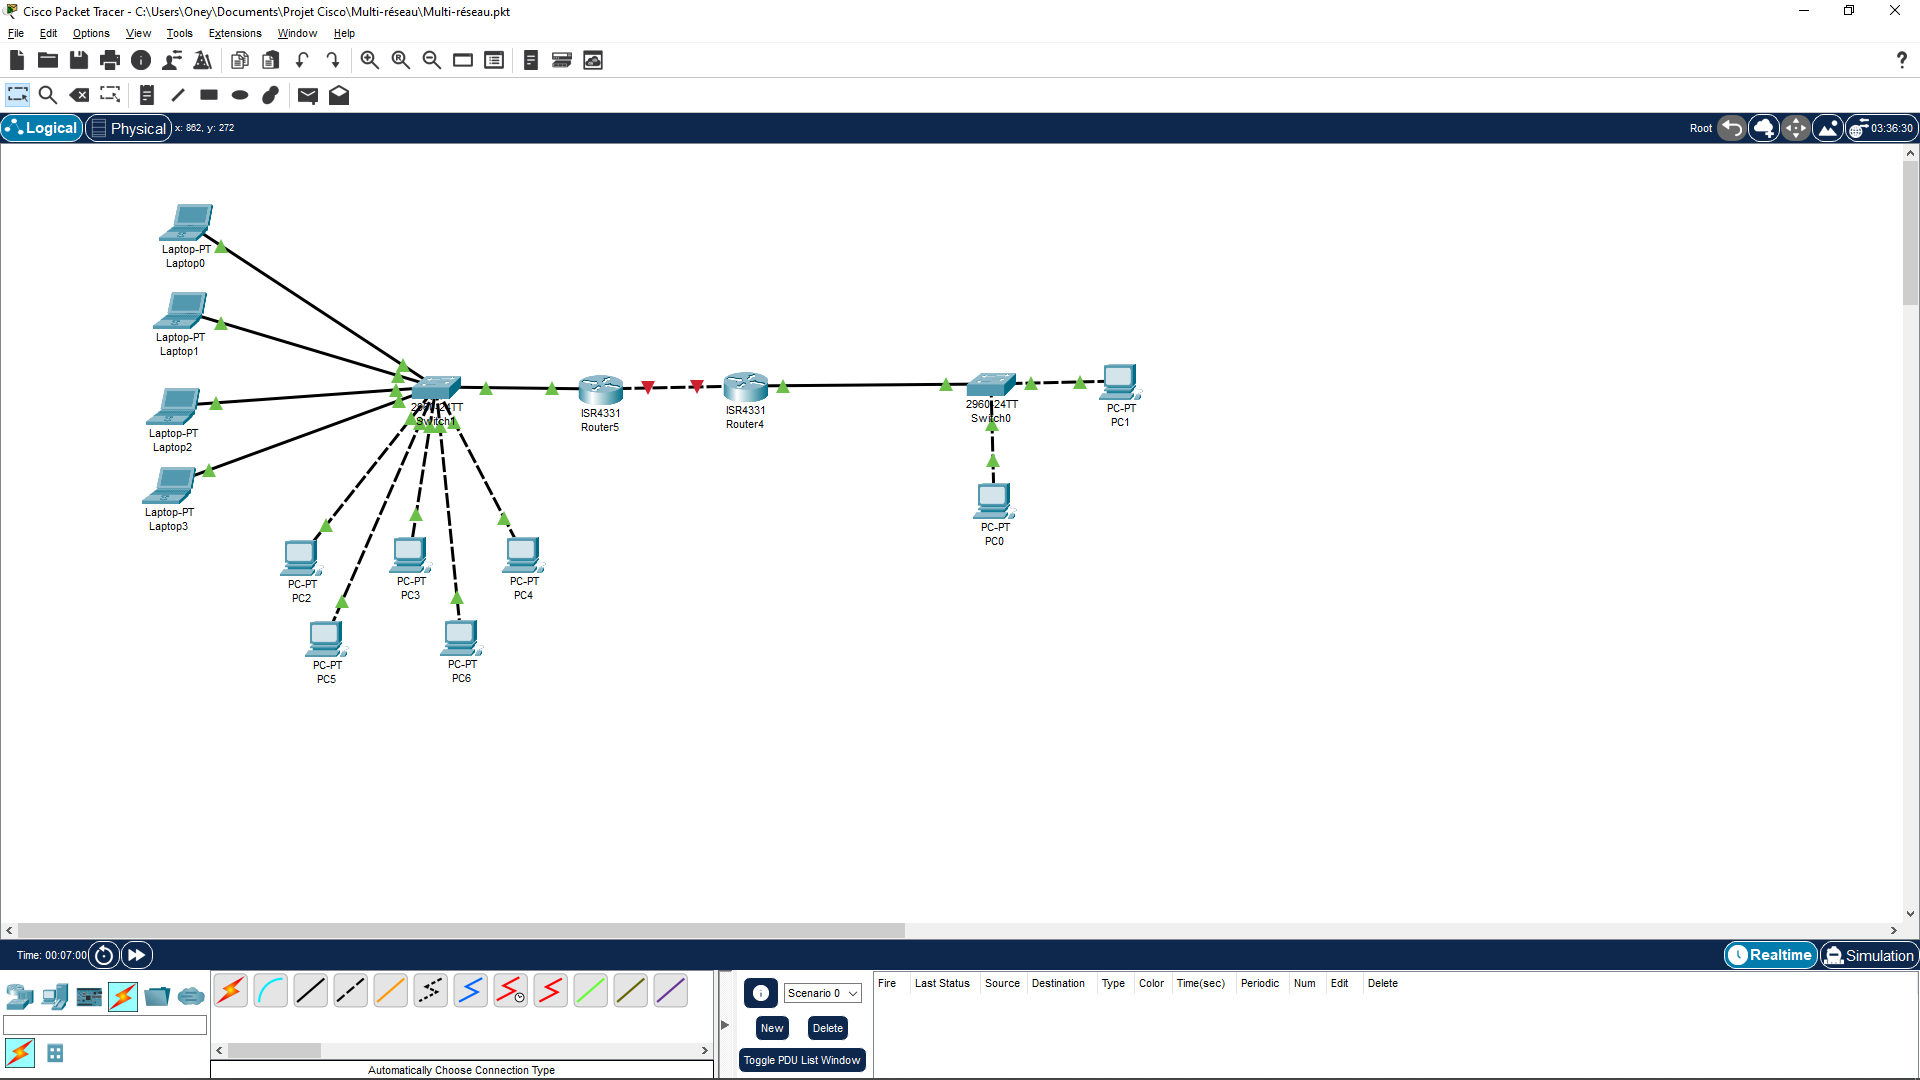 Cisco Packet Tracer - C:\Users\Oney\Documents\Projet Cisco\Multi-réseau\Multi-réseau.pkt
File Edit Options View Tools Extensions Window Help
Logical Physical x: 862, y: 272 Root 03:36:30
Laptop-PT
Laptop0
Laptop-PT
Laptop1
Laptop-PT
Laptop2
Laptop-PT
Laptop3
2960-24TT
Switch1
ISR4331
Router5
ISR4331
Router4
2960-24TT
Switch0
PC-PT
PC1
PC-PT
PC0
PC-PT
PC2
PC-PT
PC3
PC-PT
PC4
PC-PT
PC5
PC-PT
PC6
Time: 00:07:00 Realtime Simulation
Scenario 0
New Delete
Toggle PDU List Window
Fire Last Status Source Destination Type Color Time(sec) Periodic Num Edit Delete
Automatically Choose Connection Type